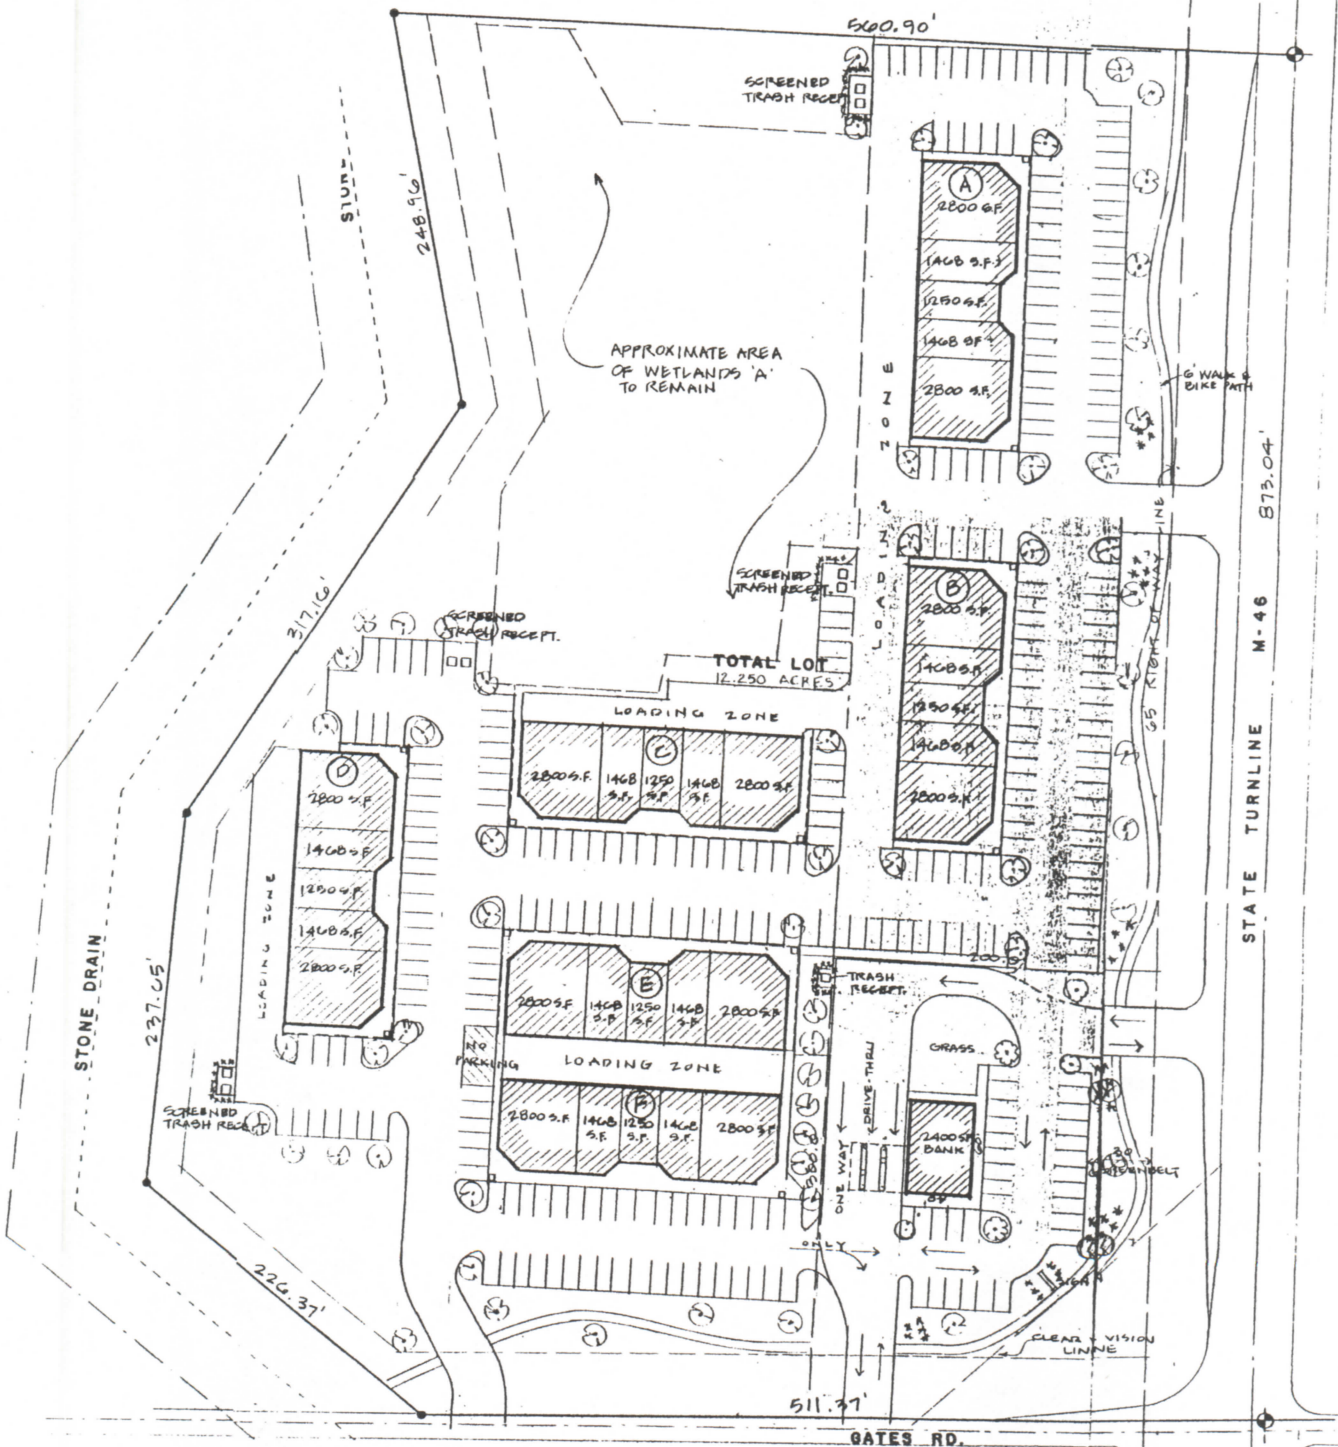 560.90'
SCREENED
TRASH RECEPT.
A
2800 S.F.
1468 S.F.
1250 S.F.
1468 SF
2800 S.F.
248.96'
APPROXIMATE AREA
OF WETLANDS 'A'
TO REMAIN
6' WALK &
BIKE PATH
LOADING ZONE
873.04'
STATE TURNLINE M-46
65' RIGHT OF WAY LINE
SCREENED
TRASH RECEPT.
B
2800 S.F.
1468 S.F.
1250 S.F.
1468 S.F.
2800 S.F.
317.16'
SCREENED
TRASH RECEPT.
TOTAL LOT
12.250 ACRES
LOADING ZONE
C
2800 S.F.
1468
S.F.
1250
S.F.
1468
S.F.
2800 S.F.
D
2800 S.F.
1468 S.F.
1250 S.F.
1468 S.F.
2800 S.F.
LOADING ZONE
STONE DRAIN
237.05'
TRASH
RECEPT.
E
2800 S.F.
1468
S.F.
1250
S.F.
1468
S.F.
2800 S.F.
NO
PARKING
LOADING ZONE
F
2800 S.F.
1468
S.F.
1250
S.F.
1468
S.F.
2800 S.F.
SCREENED
TRASH RECEPT.
GRASS
DRIVE-THRU
ONE WAY
ONLY
2400 S.F.
BANK
GREENBELT
SIGN
CLEAR VISION
LINNE
226.37'
511.37'
GATES RD.